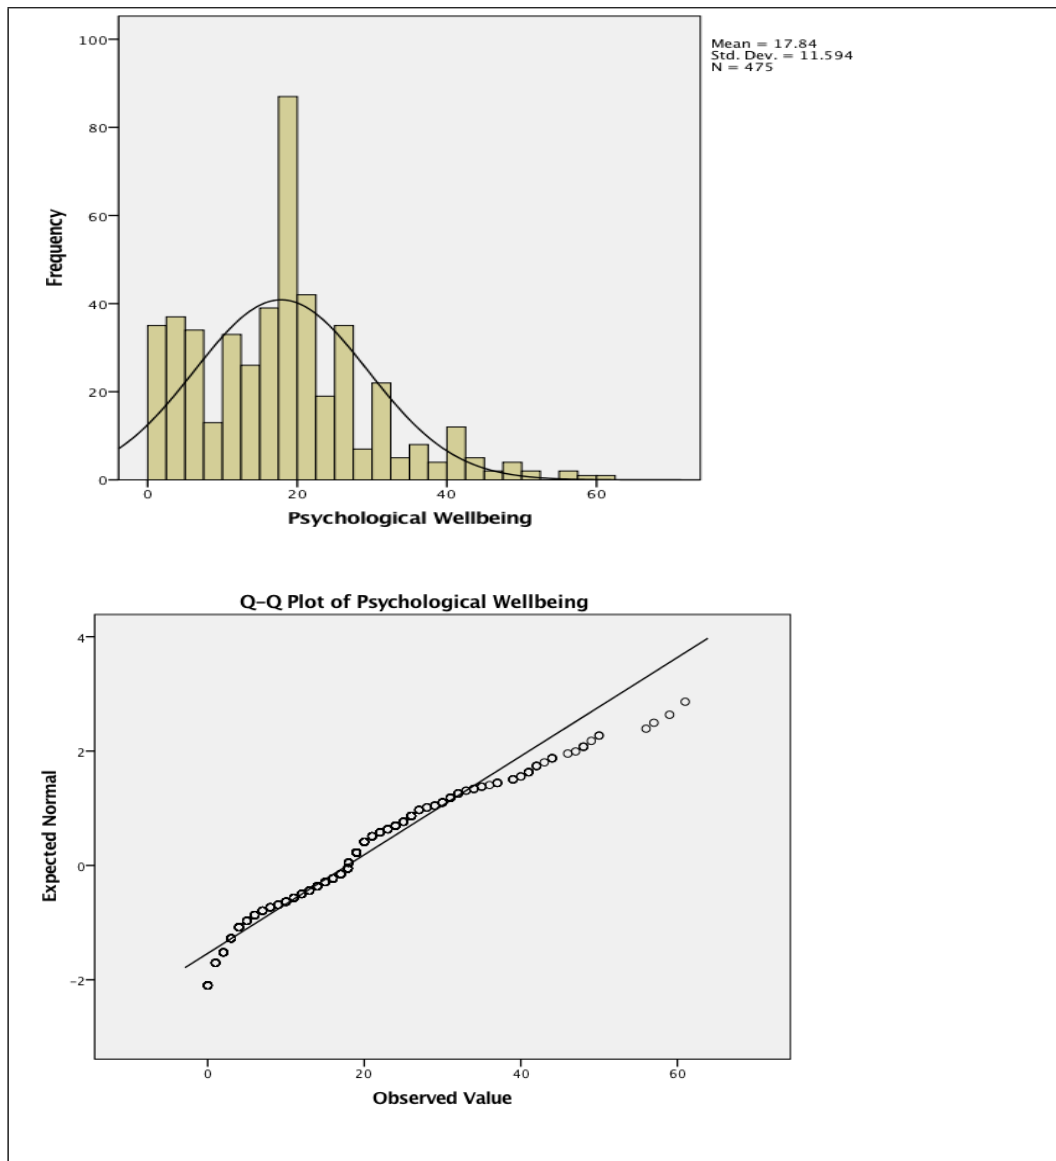 Mean = 17.84
Std. Dev. = 11.594
N = 475
100
80
60
40
20
0
Frequency
0 20 40 60
Psychological Wellbeing
Q-Q Plot of Psychological Wellbeing
4
2
0
-2
Expected Normal
0 20 40 60
Observed Value